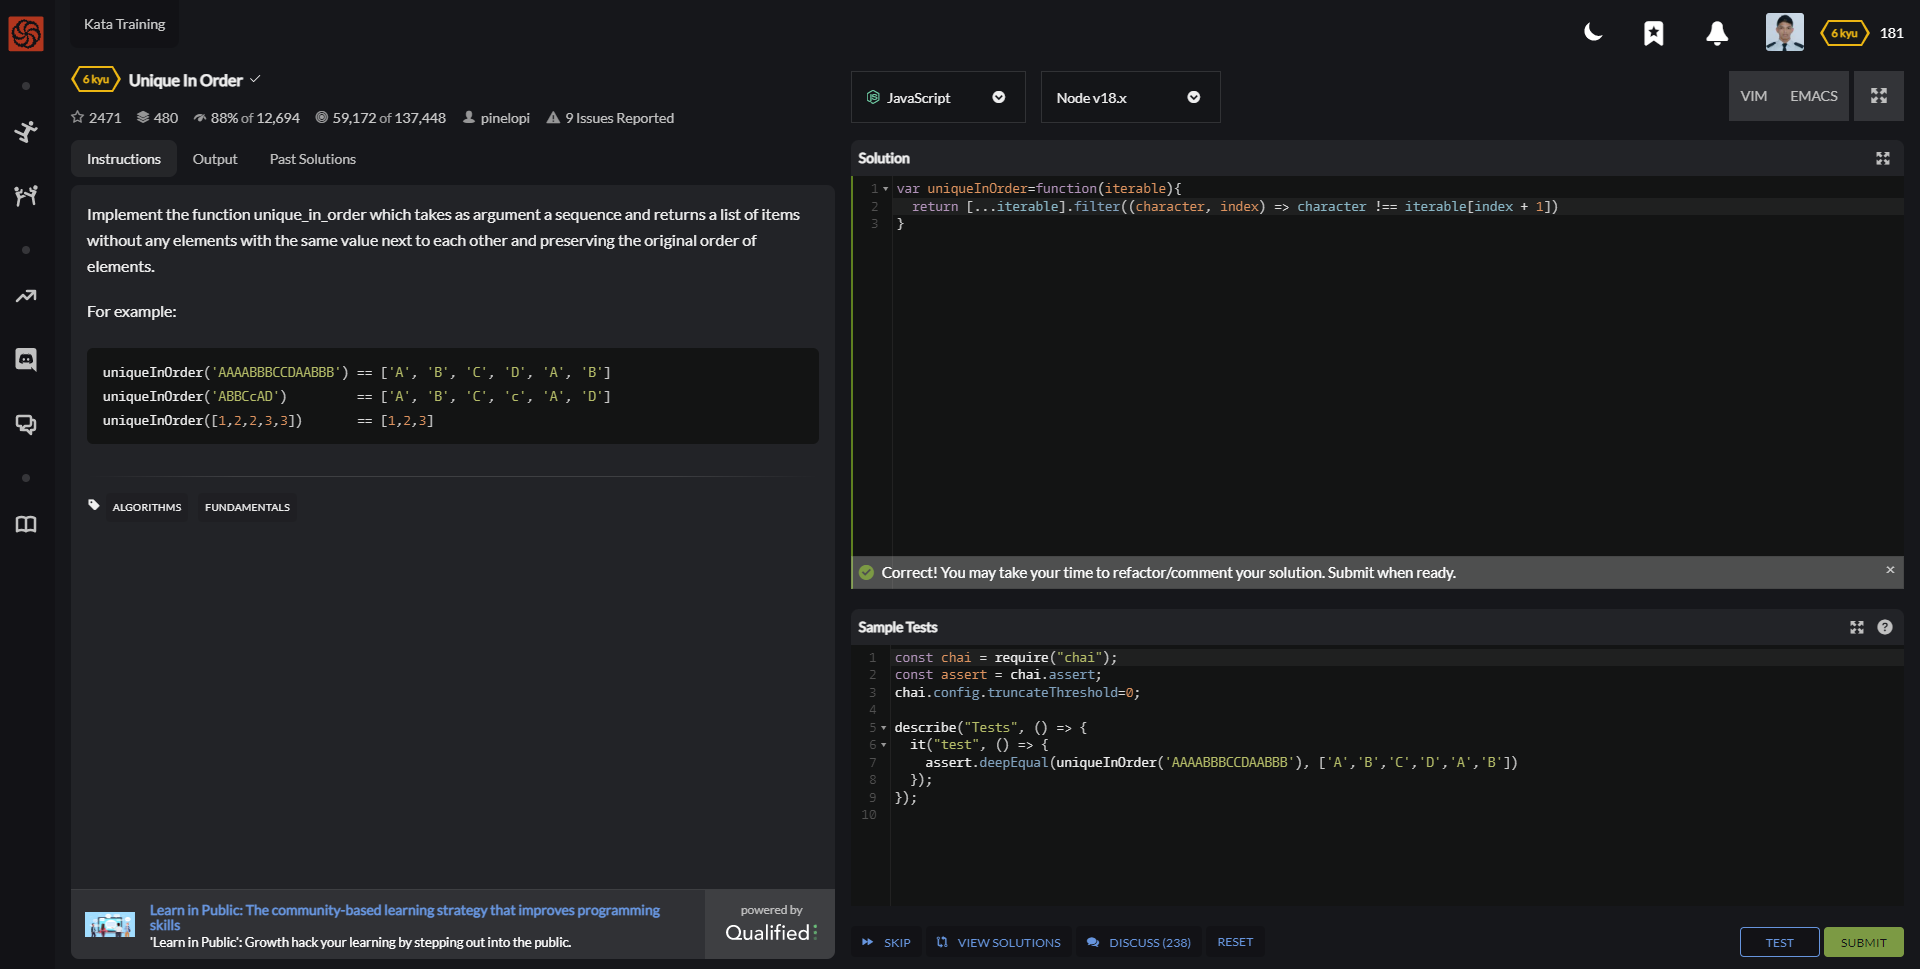 Kata Training
6 kyu 181
6 kyu Unique In Order
2471 480 88% of 12,694 59,172 of 137,448 pinelopi 9 Issues Reported
Instructions Output Past Solutions
Implement the function unique_in_order which takes as argument a sequence and returns a list of items
without any elements with the same value next to each other and preserving the original order of
elements.
For example:
uniqueInOrder('AAAABBBCCDAABBB') == ['A', 'B', 'C', 'D', 'A', 'B']
uniqueInOrder('ABBCcAD') == ['A', 'B', 'C', 'c', 'A', 'D']
uniqueInOrder([1,2,2,3,3]) == [1,2,3]
ALGORITHMS FUNDAMENTALS
Learn in Public: The community-based learning strategy that improves programming
skills
'Learn in Public': Growth hack your learning by stepping out into the public.
powered by
Qualified
JavaScript Node v18.x VIM EMACS
Solution
1 var uniqueInOrder=function(iterable){
2 return [...iterable].filter((character, index) => character !== iterable[index + 1])
3 }
Correct! You may take your time to refactor/comment your solution. Submit when ready. ×
Sample Tests ?
1 const chai = require("chai");
2 const assert = chai.assert;
3 chai.config.truncateThreshold=0;
4
5 describe("Tests", () => {
6 it("test", () => {
7 assert.deepEqual(uniqueInOrder('AAAABBBCCDAABBB'), ['A','B','C','D','A','B'])
8 });
9 });
10
SKIP VIEW SOLUTIONS DISCUSS (238) RESET TEST SUBMIT